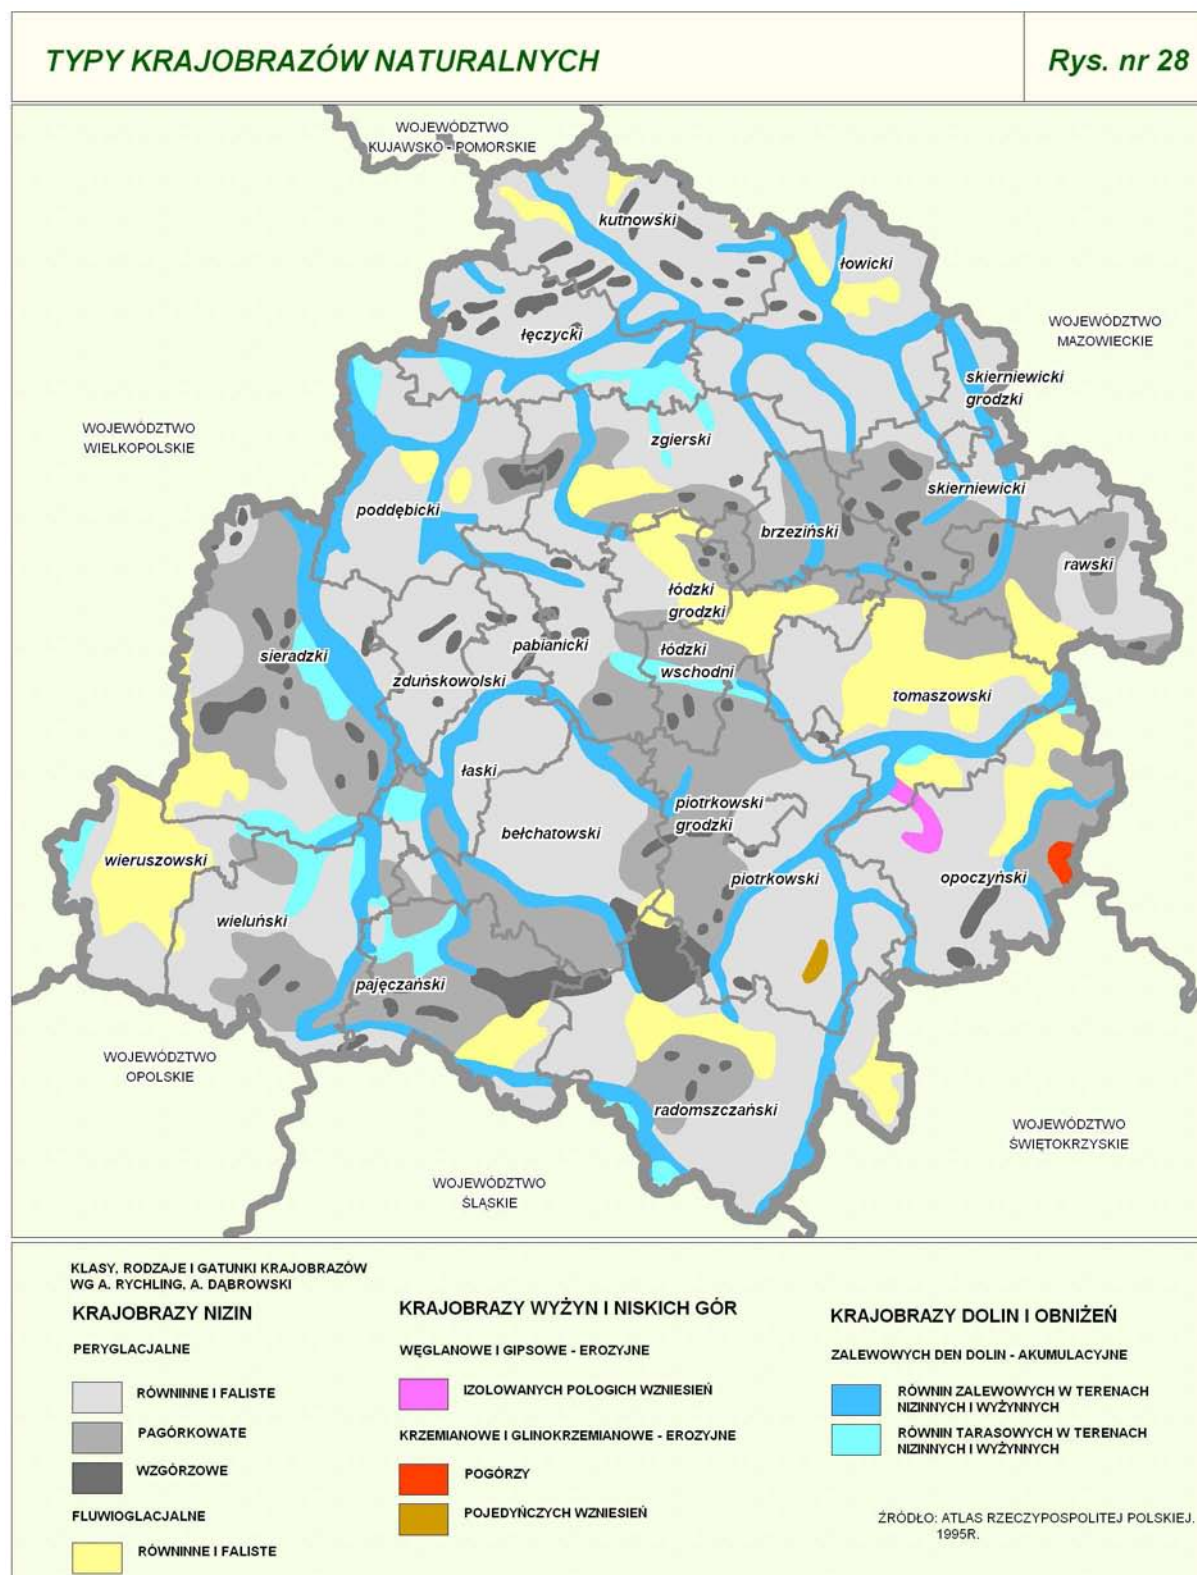 TYPY KRAJOBRAZÓW NATURALNYCH
Rys. nr 28
WOJEWÓDZTWO
KUJAWSKO - POMORSKIE
kutnowski
łowicki
łęczycki
WOJEWÓDZTWO
MAZOWIECKIE
skierniewicki
grodzki
WOJEWÓDZTWO
WIELKOPOLSKIE
zgierski
skierniewicki
poddębicki
brzeziński
rawski
łódzki
grodzki
pabianicki
łódzki
wschodni
sieradzki
zduńskowolski
tomaszowski
łaski
piotrkowski
grodzki
bełchatowski
wieruszowski
piotrkowski
opoczyński
wieluński
pajęczański
WOJEWÓDZTWO
OPOLSKIE
radomszczański
WOJEWÓDZTWO
ŚWIĘTOKRZYSKIE
WOJEWÓDZTWO
ŚLĄSKIE
KLASY, RODZAJE I GATUNKI KRAJOBRAZÓW
WG A. RYCHLING, A. DĄBROWSKI
KRAJOBRAZY NIZIN
PERYGLACJALNE
RÓWNINNE I FALISTE
PAGÓRKOWATE
WZGÓRZOWE
FLUWIOGLACJALNE
RÓWNINNE I FALISTE
KRAJOBRAZY WYŻYN I NISKICH GÓR
WĘGLANOWE I GIPSOWE - EROZYJNE
IZOLOWANYCH POLOGICH WZNIESIEŃ
KRZEMIANOWE I GLINOKRZEMIANOWE - EROZYJNE
POGÓRZY
POJEDYŃCZYCH WZNIESIEŃ
KRAJOBRAZY DOLIN I OBNIŻEŃ
ZALEWOWYCH DEN DOLIN - AKUMULACYJNE
RÓWNIN ZALEWOWYCH W TERENACH
NIZINNYCH I WYŻYNNYCH
RÓWNIN TARASOWYCH W TERENACH
NIZINNYCH I WYŻYNNYCH
ŹRÓDŁO: ATLAS RZECZYPOSPOLITEJ POLSKIEJ.
1995R.